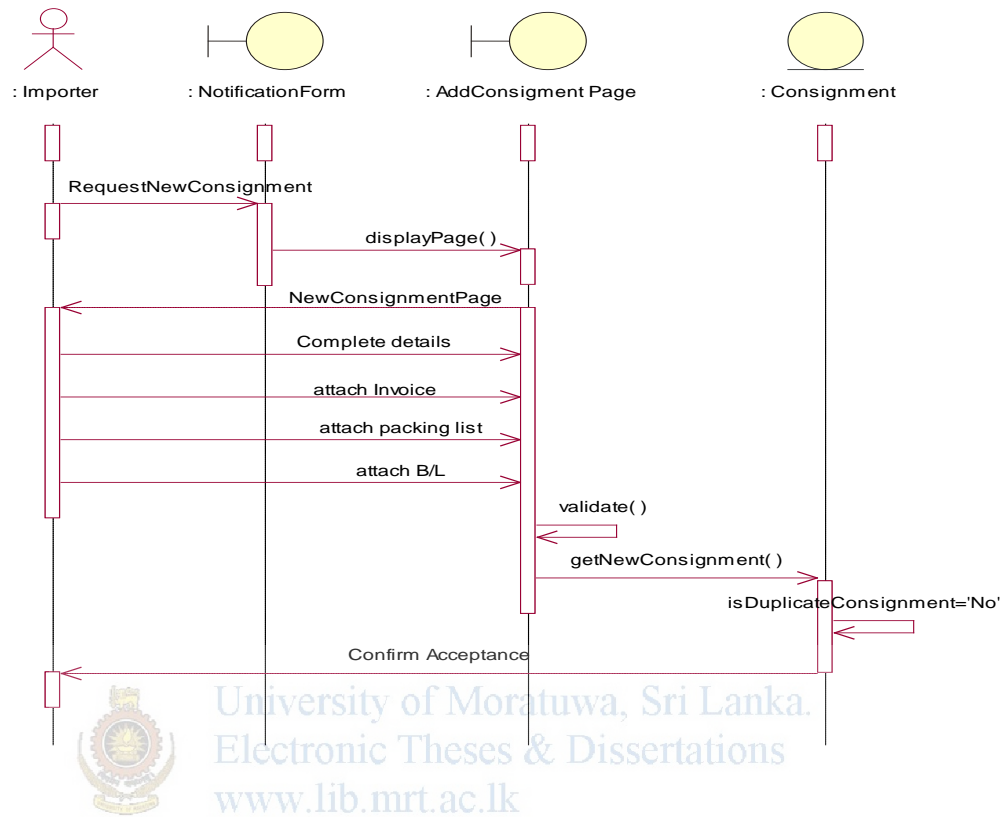 : Importer
: NotificationForm
: AddConsigment Page
: Consignment
RequestNewConsignment
displayPage( )
NewConsignmentPage
Complete details
attach Invoice
attach packing list
attach B/L
validate( )
getNewConsignment( )
isDuplicateConsignment='No'
Confirm Acceptance
University of Moratuwa, Sri Lanka.
Electronic Theses & Dissertations
www.lib.mrt.ac.lk